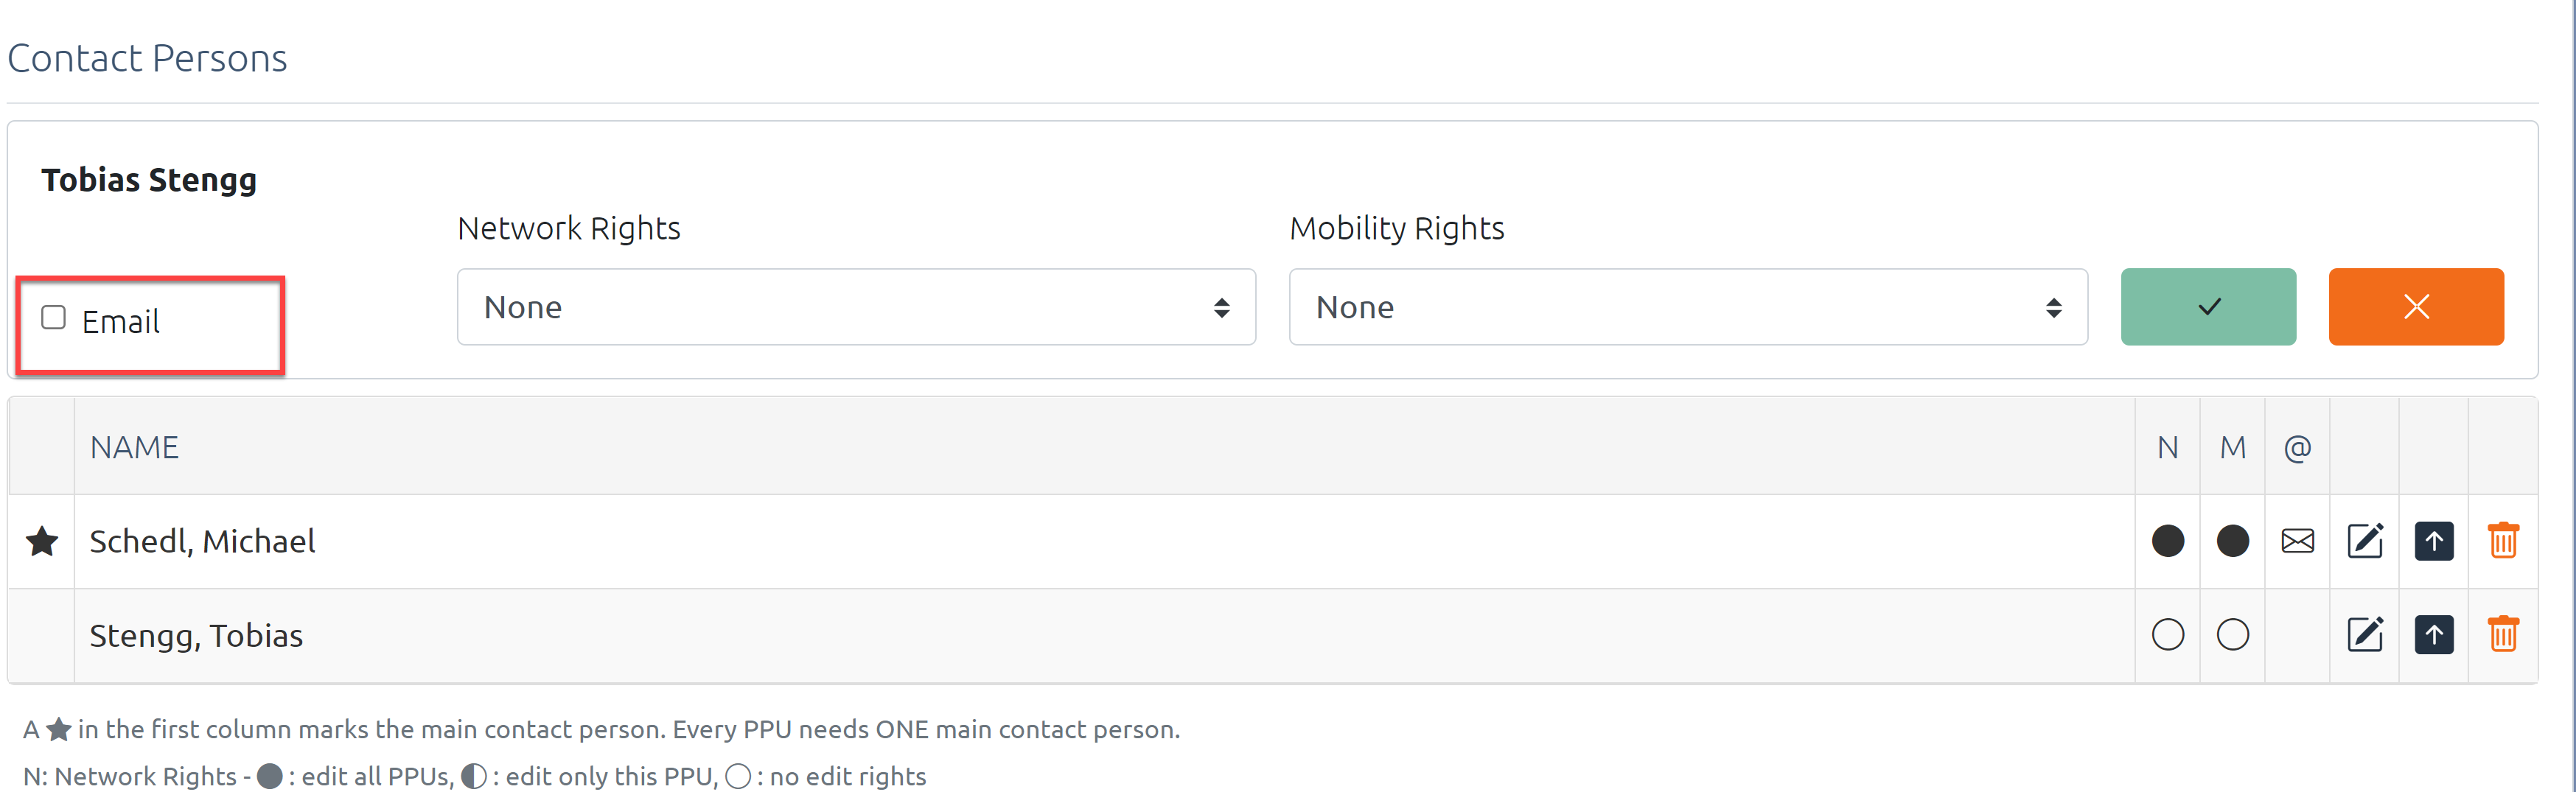 Contact Persons
Tobias Stengg
Network Rights Mobility Rights
Email None None
NAME N M @
Schedl, Michael
Stengg, Tobias
A ★ in the first column marks the main contact person. Every PPU needs ONE main contact person.
N: Network Rights - ● : edit all PPUs, ◐ : edit only this PPU, ○ : no edit rights